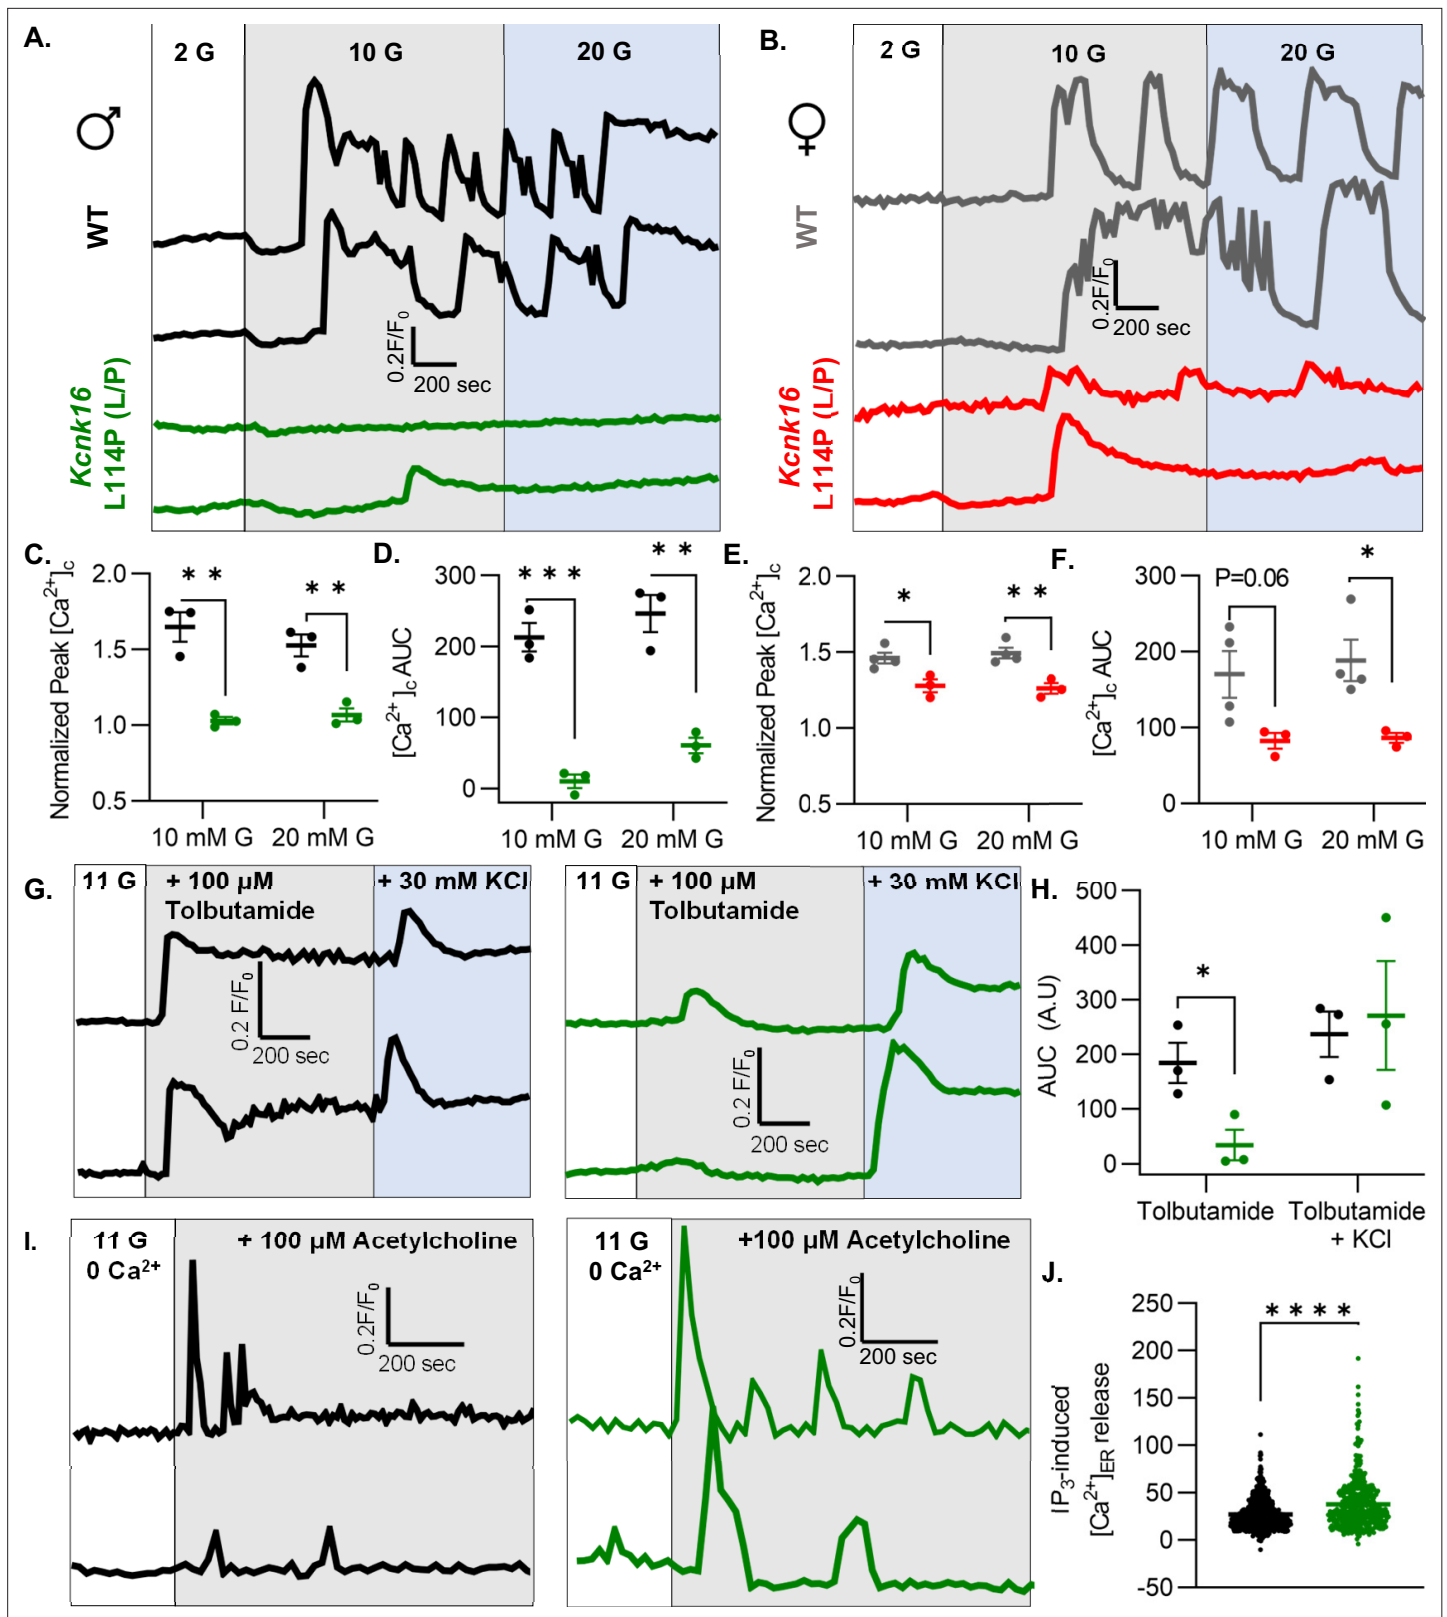 A.
2 G
10 G
20 G
♂
WT
0.2F/F0
200 sec
Kcnk16
L114P (L/P)
B.
2 G
10 G
20 G
♀
WT
0.2F/F0
200 sec
Kcnk16
L114P (L/P)
C.
Normalized Peak [Ca2+]c
2.0
1.5
1.0
0.5
* *
* *
10 mM G
20 mM G
D.
[Ca2+]c AUC
300
200
100
0
* * *
* *
10 mM G
20 mM G
E.
Normalized Peak [Ca2+]c
2.0
1.5
1.0
0.5
*
* *
10 mM G
20 mM G
F.
[Ca2+]c AUC
300
200
100
0
P=0.06
*
10 mM G
20 mM G
G.
11 G
+ 100 µM
Tolbutamide
+ 30 mM KCl
0.2 F/F0
200 sec
11 G
+ 100 µM
Tolbutamide
+ 30 mM KCl
0.2 F/F0
200 sec
H.
AUC (A.U)
500
400
300
200
100
0
*
Tolbutamide
Tolbutamide
+ KCl
I.
11 G
0 Ca2+
+ 100 µM Acetylcholine
0.2F/F0
200 sec
11 G
0 Ca2+
+100 µM Acetylcholine
0.2F/F0
200 sec
J.
IP3-induced
[Ca2+]ER release
250
200
150
100
50
0
-50
* * * *